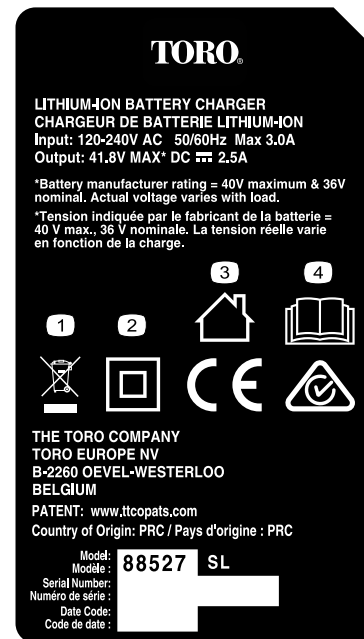 TORO.
LITHIUM-ION BATTERY CHARGER
CHARGEUR DE BATTERIE LITHIUM-ION
Input: 120-240V AC 50/60Hz Max 3.0A
Output: 41.8V MAX* DC ⎓ 2.5A
*Battery manufacturer rating = 40V maximum & 36V
nominal. Actual voltage varies with load.
*Tension indiquée par le fabricant de la batterie =
40 V max., 36 V nominale. La tension réelle varie
en fonction de la charge.
1 2 3 4
CE
THE TORO COMPANY
TORO EUROPE NV
B-2260 OEVEL-WESTERLOO
BELGIUM
PATENT: www.ttcopats.com
Country of Origin: PRC / Pays d'origine : PRC
Model:
Modèle : 88527 SL
Serial Number:
Numéro de série :
Date Code:
Code de date :